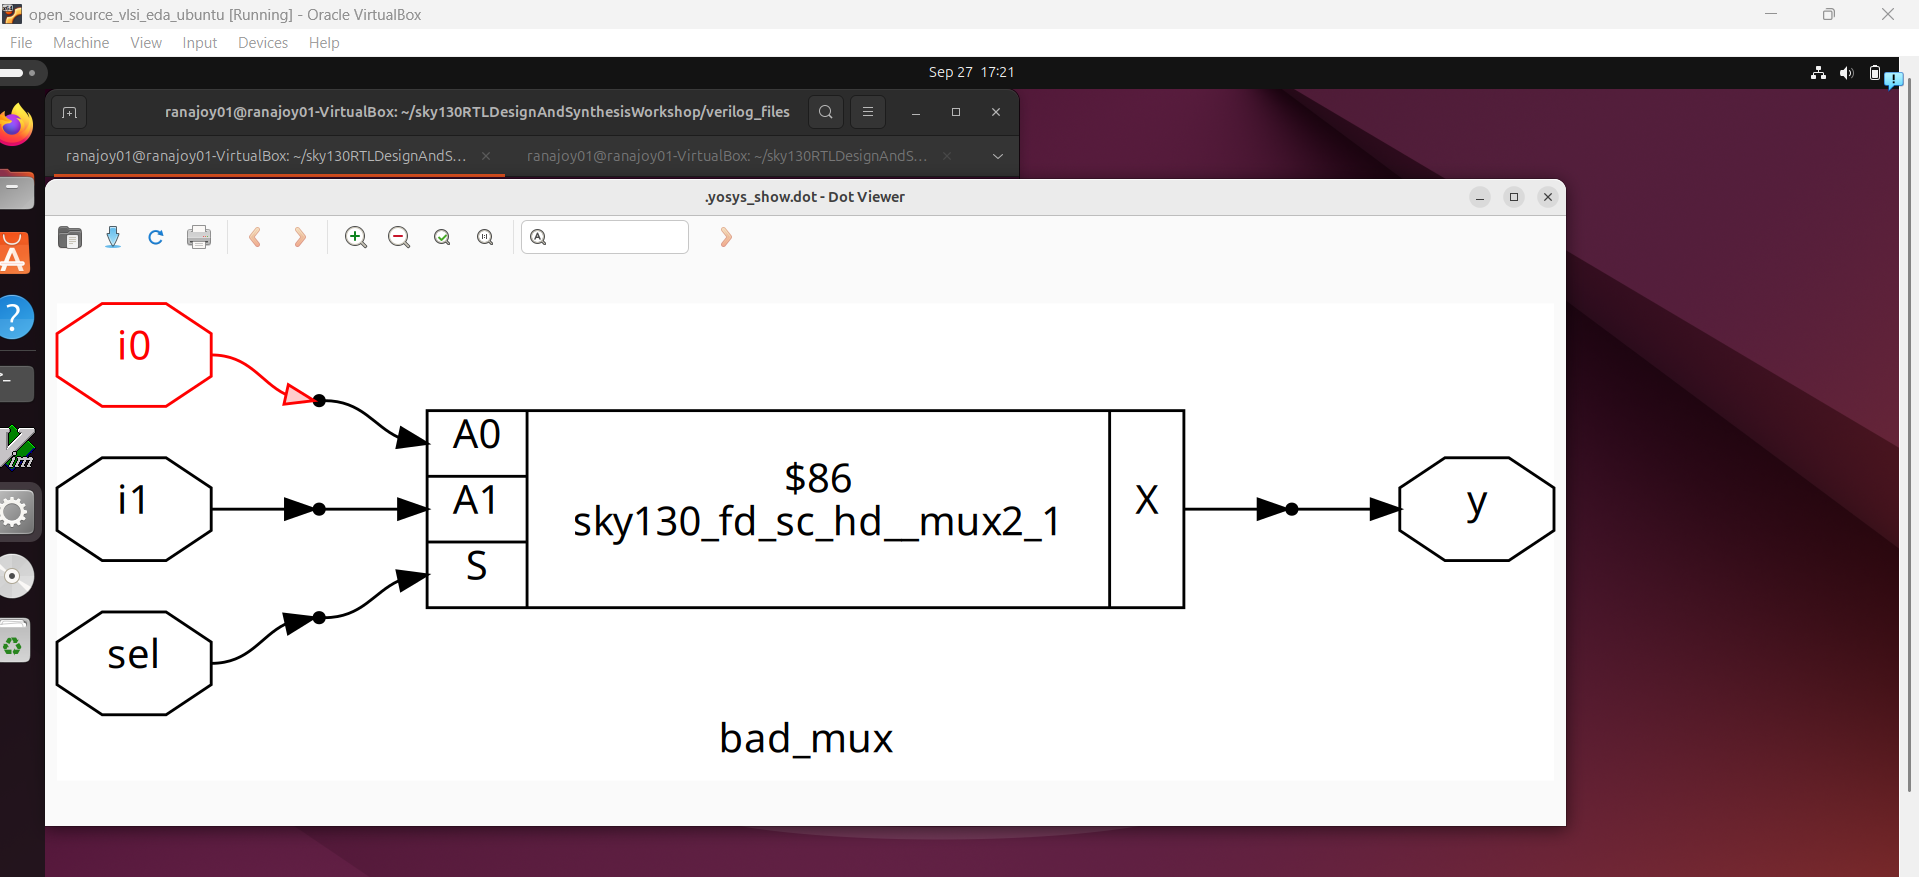 open_source_vlsi_eda_ubuntu [Running] - Oracle VirtualBox
File Machine View Input Devices Help
Sep 27 17:21
ranajoy01@ranajoy01-VirtualBox: ~/sky130RTLDesignAndSynthesisWorkshop/verilog_files
ranajoy01@ranajoy01-VirtualBox: ~/sky130RTLDesignAndS...
ranajoy01@ranajoy01-VirtualBox: ~/sky130RTLDesignAndS...
.yosys_show.dot - Dot Viewer
i0
A0
i1
A1
$86
sky130_fd_sc_hd__mux2_1
X
y
S
sel
bad_mux